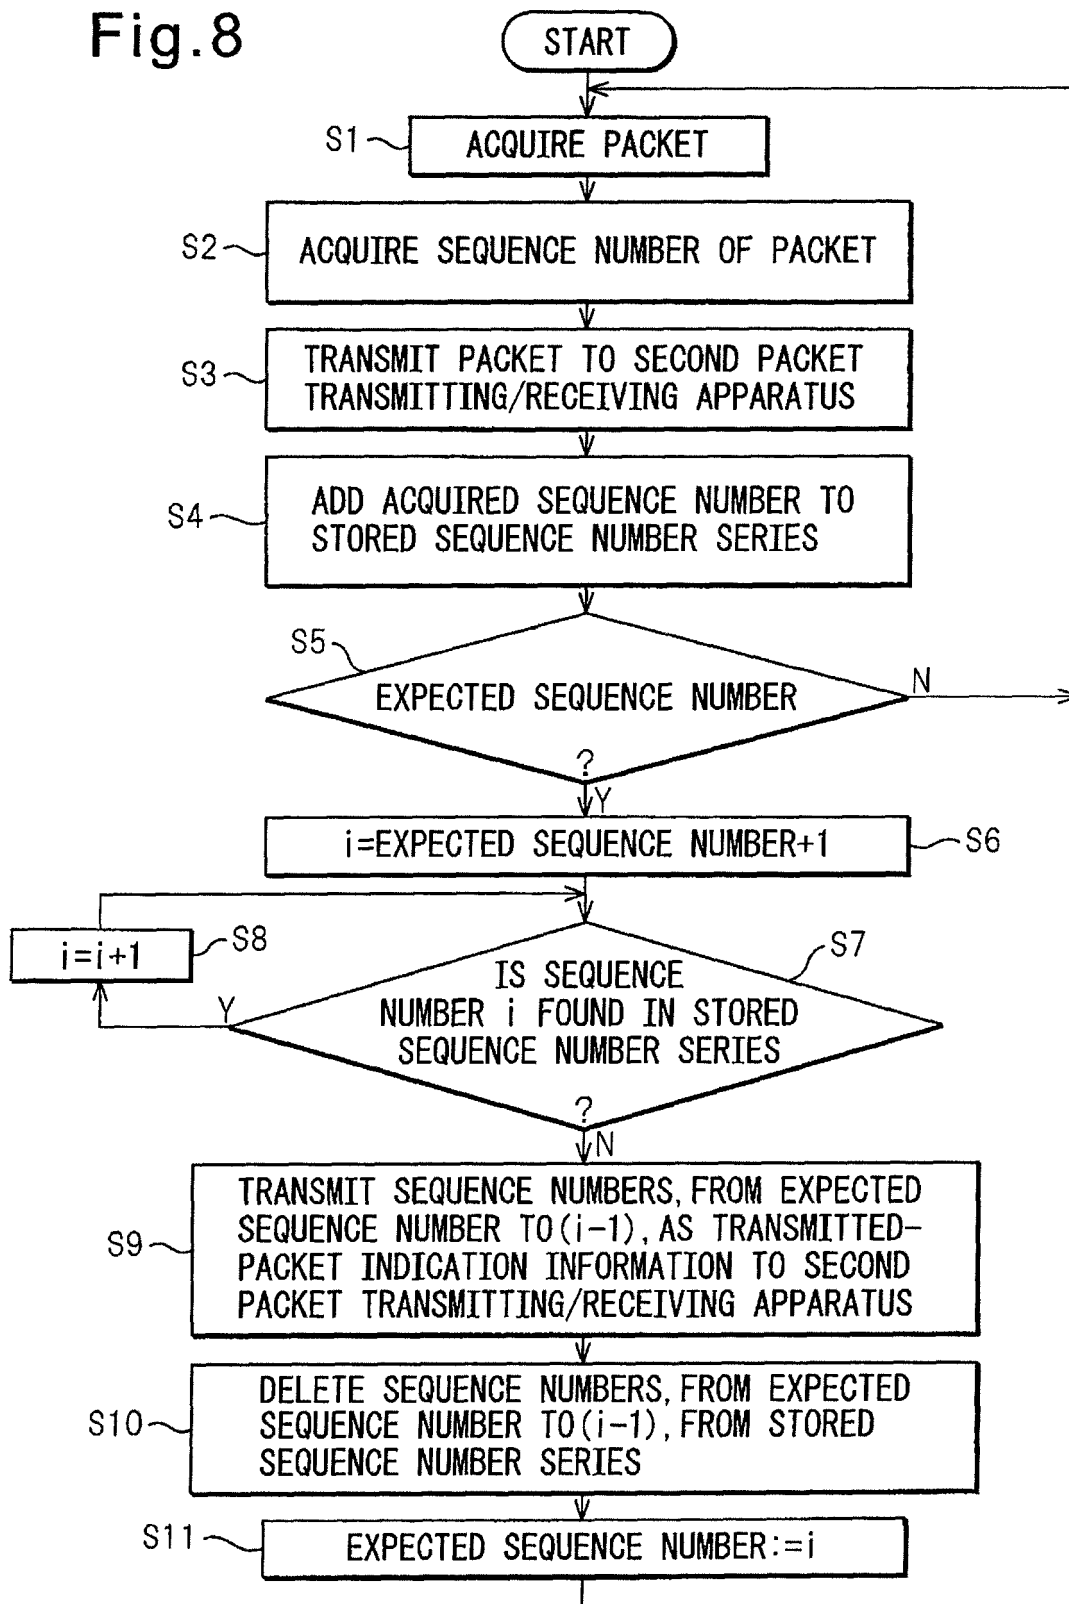 Fig.8
START
S1
ACQUIRE PACKET
S2
ACQUIRE SEQUENCE NUMBER OF PACKET
S3
TRANSMIT PACKET TO SECOND PACKET
TRANSMITTING/RECEIVING APPARATUS
S4
ADD ACQUIRED SEQUENCE NUMBER TO
STORED SEQUENCE NUMBER SERIES
S5
EXPECTED SEQUENCE NUMBER
?
N
Y
i=EXPECTED SEQUENCE NUMBER+1
S6
i=i+1
S8
S7
IS SEQUENCE
NUMBER i FOUND IN STORED
SEQUENCE NUMBER SERIES
?
Y
N
S9
TRANSMIT SEQUENCE NUMBERS, FROM EXPECTED
SEQUENCE NUMBER TO(i-1), AS TRANSMITTED-
PACKET INDICATION INFORMATION TO SECOND
PACKET TRANSMITTING/RECEIVING APPARATUS
S10
DELETE SEQUENCE NUMBERS, FROM EXPECTED
SEQUENCE NUMBER TO(i-1), FROM STORED
SEQUENCE NUMBER SERIES
S11
EXPECTED SEQUENCE NUMBER:=i